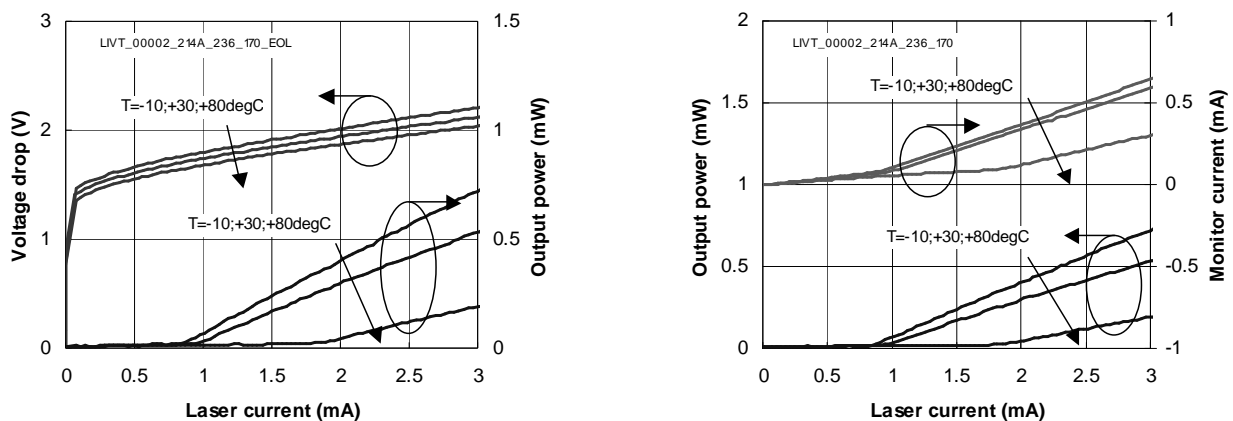 3
1.5
LIVT_00002_214A_236_170_EOL
T=-10;+30;+80degC
2
1
T=-10;+30;+80degC
1
0.5
0
0
0
0.5
1
1.5
2
2.5
3
Voltage drop (V)
Output power (mW)
Laser current (mA)
2
1
LIVT_00002_214A_236_170
T=-10;+30;+80degC
1.5
0.5
1
0
T=-10;+30;+80degC
0.5
-0.5
0
-1
0
0.5
1
1.5
2
2.5
3
Output power (mW)
Monitor current (mA)
Laser current (mA)